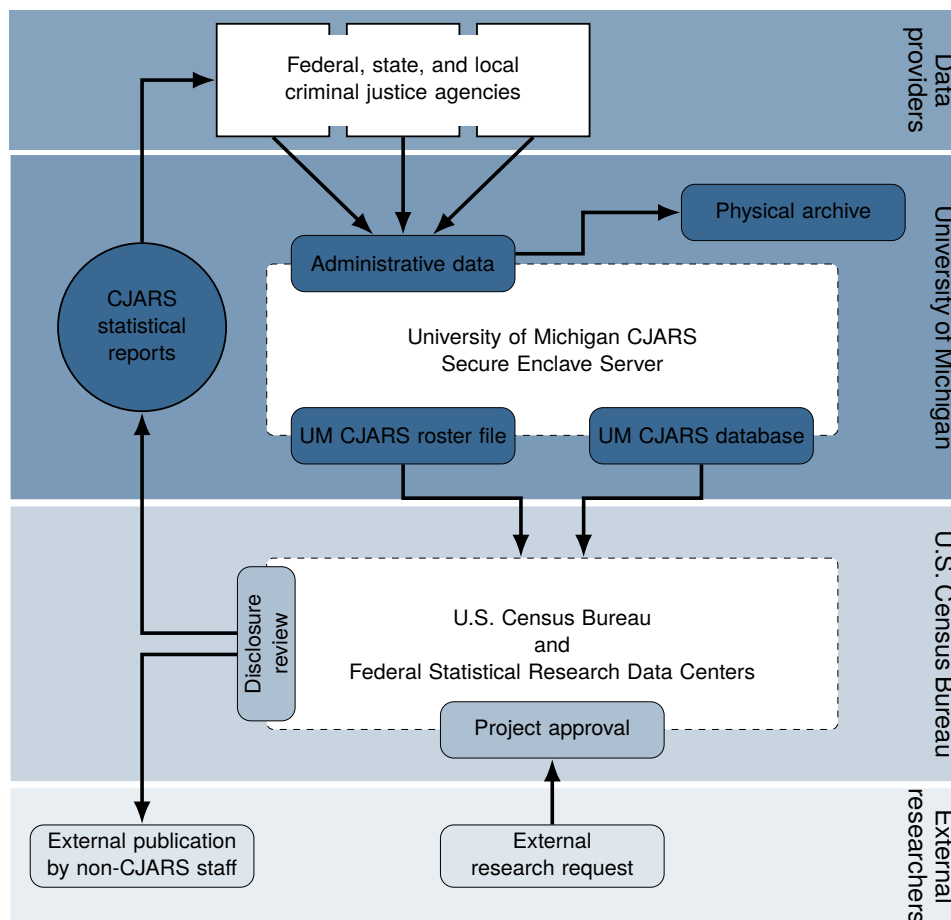 Federal, state, and local
criminal justice agencies
Data
providers
Physical archive
Administrative data
CJARS
statistical
reports
University of Michigan CJARS
Secure Enclave Server
UM CJARS roster file
UM CJARS database
University of Michigan
Disclosure
review
U.S. Census Bureau
and
Federal Statistical Research Data Centers
Project approval
U.S. Census Bureau
External publication
by non-CJARS staff
External
research request
External
researchers